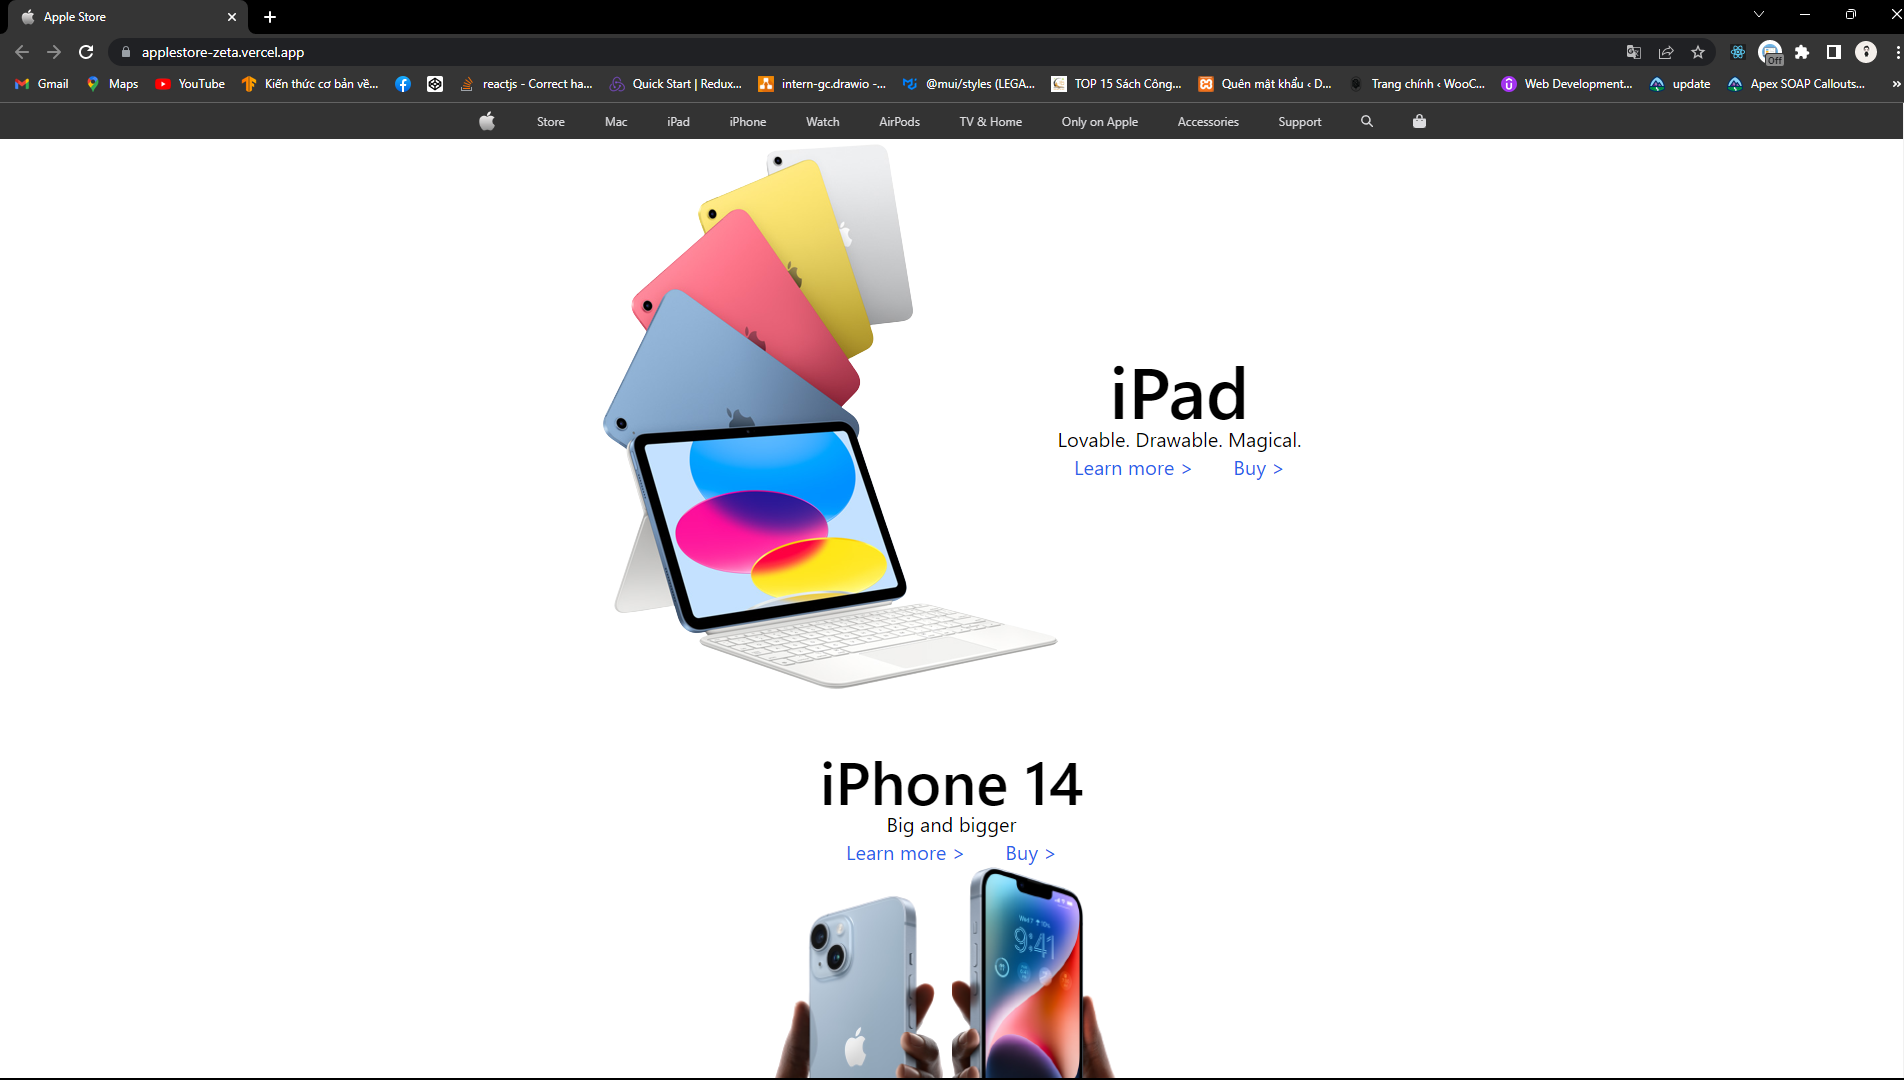 Apple Store
applestore-zeta.vercel.app
Off
Gmail Maps YouTube Kiến thức cơ bản về... reactjs - Correct ha... Quick Start | Redux... intern-gc.drawio -... @mui/styles (LEGA... TOP 15 Sách Công... Quên mật khẩu ‹ D... Trang chính ‹ WooC... Web Development... update Apex SOAP Callouts... »
Store Mac iPad iPhone Watch AirPods TV & Home Only on Apple Accessories Support
iPad
Lovable. Drawable. Magical.
Learn more > Buy >
iPhone 14
Big and bigger
Learn more > Buy >
9:41